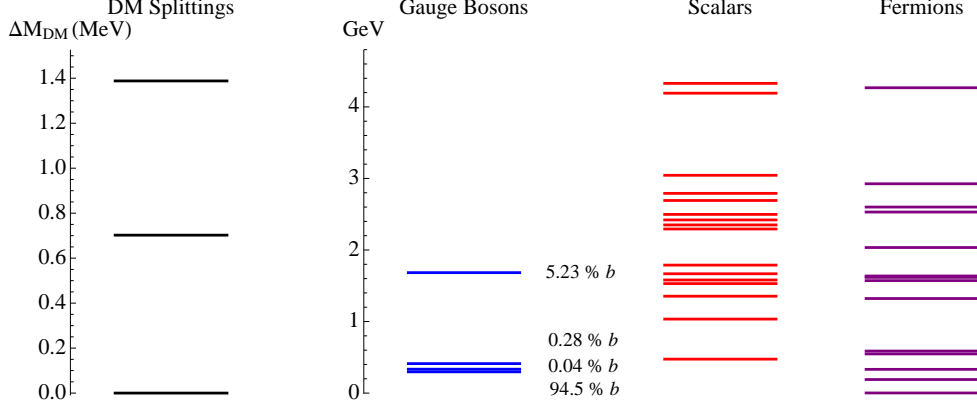 DM Splittings
Gauge Bosons
Scalars
Fermions
ΔM_DM (MeV)
GeV
1.4
1.2
1.0
0.8
0.6
0.4
0.2
0.0
4
3
2
1
0
5.23 % b
0.28 % b
0.04 % b
94.5 % b